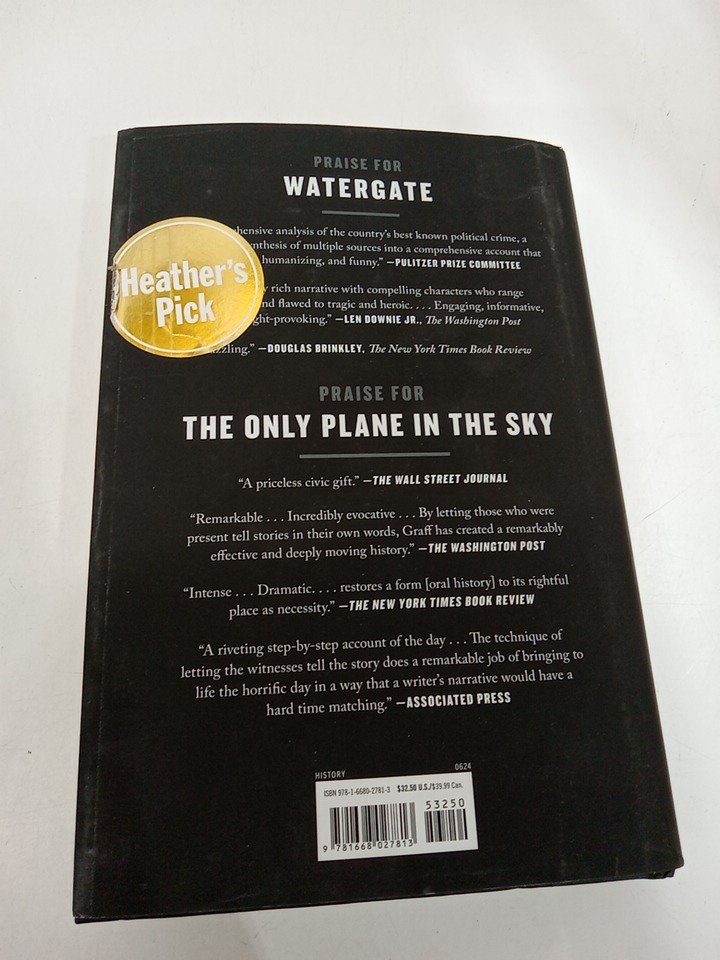 PRAISE FOR
WATERGATE
hensive analysis of the country's best known political crime, a
nthesis of multiple sources into a comprehensive account that
humanizing, and funny." —PULITZER PRIZE COMMITTEE
rich narrative with compelling characters who range
nd flawed to tragic and heroic. . . . Engaging, informative,
ght-provoking." —LEN DOWNIE JR., The Washington Post
zzling." —DOUGLAS BRINKLEY, The New York Times Book Review
Heather's
Pick
PRAISE FOR
THE ONLY PLANE IN THE SKY
"A priceless civic gift." —THE WALL STREET JOURNAL
"Remarkable . . . Incredibly evocative . . . By letting those who were
present tell stories in their own words, Graff has created a remarkably
effective and deeply moving history." —THE WASHINGTON POST
"Intense . . . Dramatic. . . . restores a form [oral history] to its rightful
place as necessity." —THE NEW YORK TIMES BOOK REVIEW
"A riveting step-by-step account of the day . . . The technique of
letting the witnesses tell the story does a remarkable job of bringing to
life the horrific day in a way that a writer's narrative would have a
hard time matching." —ASSOCIATED PRESS
HISTORY 0624
ISBN 978-1-6680-2781-3 $32.50 U.S./$39.99 Can.
53250
9 781668 027813